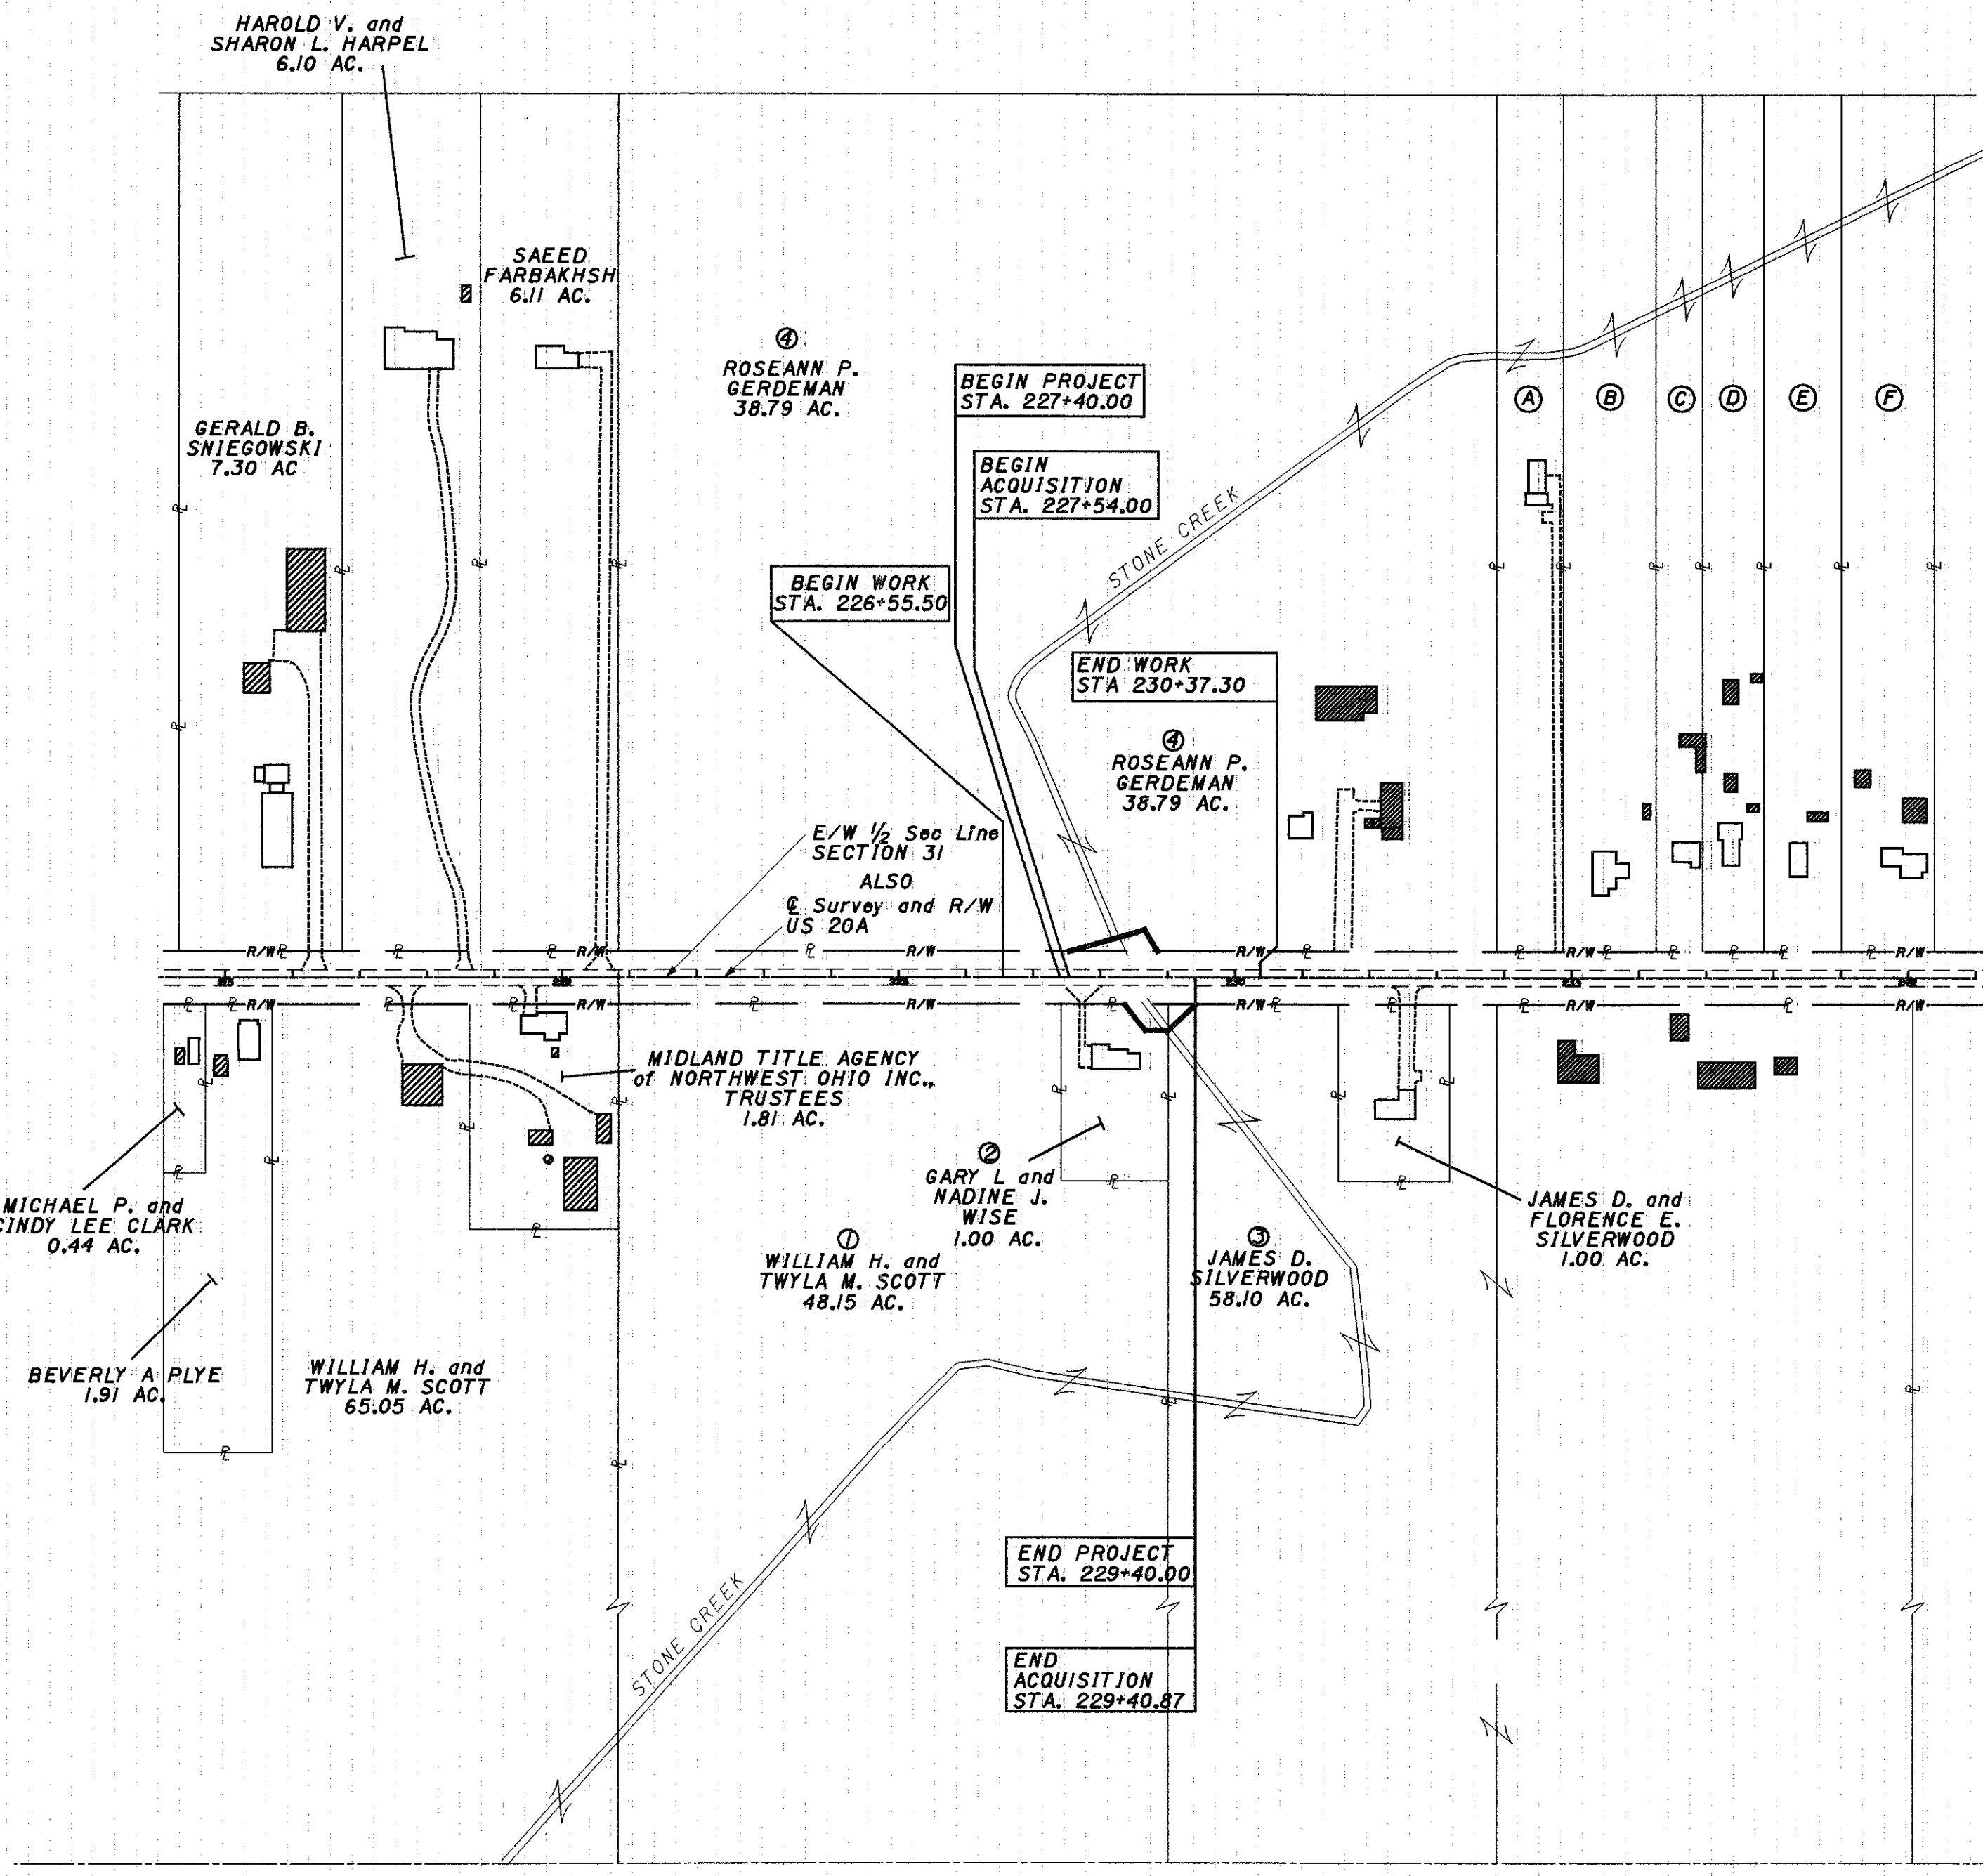 HAROLD V. and
SHARON L. HARPEL
6.10 AC.
SAEED
FARBAKHSH
6.11 AC.
GERALD B.
SNIEGOWSKI
7.30 AC
④
ROSEANN P.
GERDEMAN
38.79 AC.
BEGIN PROJECT
STA. 227+40.00
BEGIN
ACQUISITION
STA. 227+54.00
BEGIN WORK
STA. 226+55.50
STONE CREEK
END WORK
STA 230+37.30
④
ROSEANN P.
GERDEMAN
38.79 AC.
Ⓐ Ⓑ Ⓒ Ⓓ Ⓔ Ⓕ
E/W 1/2 Sec Line
SECTION 31
ALSO
℄ Survey and R/W
US 20A
R/W R/W R/W R/W R/W R/W
R/W R/W R/W R/W R/W R/W
MIDLAND TITLE AGENCY
of NORTHWEST OHIO INC.,
TRUSTEES
1.81 AC.
MICHAEL P. and
CINDY LEE CLARK
0.44 AC.
BEVERLY A PLYE
1.91 AC.
WILLIAM H. and
TWYLA M. SCOTT
65.05 AC.
①
WILLIAM H. and
TWYLA M. SCOTT
48.15 AC.
②
GARY L and
NADINE J.
WISE
1.00 AC.
③
JAMES D.
SILVERWOOD
58.10 AC.
JAMES D. and
FLORENCE E.
SILVERWOOD
1.00 AC.
STONE CREEK
END PROJECT
STA. 229+40.00
END
ACQUISITION
STA. 229+40.87